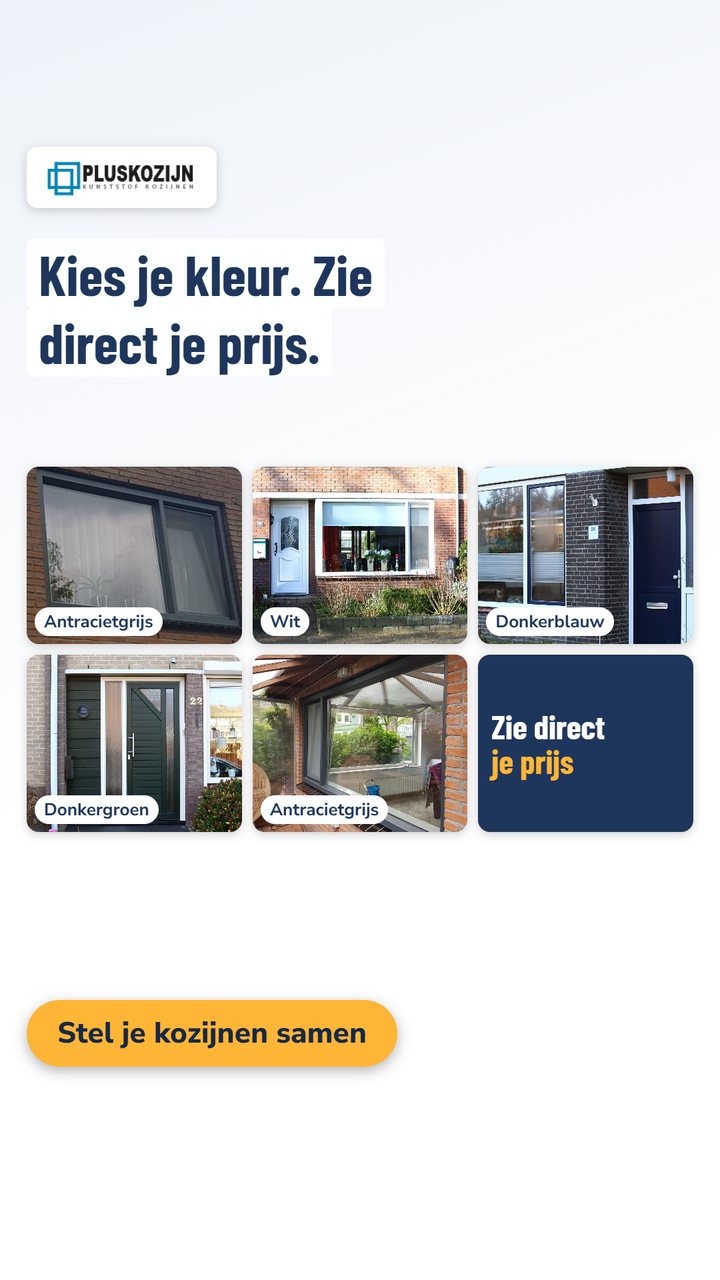 PLUSKOZIJN
KUNSTSTOF KOZIJNEN
Kies je kleur. Zie
direct je prijs.
Antracietgrijs
Wit
Donkerblauw
22
Donkergroen
Antracietgrijs
Zie direct
je prijs
Stel je kozijnen samen